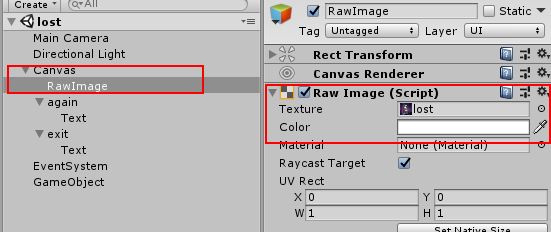 Create
All
lost
Main Camera
Directional Light
Canvas
RawImage
again
Text
exit
Text
EventSystem
GameObject
RawImage
Static
Tag Untagged Layer UI
Rect Transform
Canvas Renderer
Raw Image (Script)
Texture lost
Color
Material None (Material)
Raycast Target
UV Rect
X 0 Y 0
W 1 H 1
Set Native Size